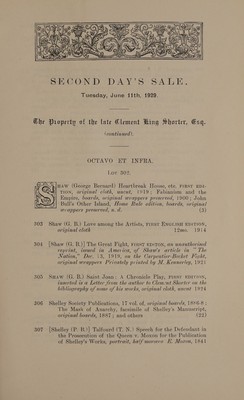 SECOND DAY'S SALE.
Tuesday, June 11th, 1929.
The Property of the late Clement King Shorter, Esq.
(continued).
OCTAVO ET INFRA.
LOT 302.
SHAW (George Bernard) Heartbreak House, etc. FIRST EDI-
TION, original cloth, uncut, 1919; Fabianism and the
Empire, boards, original wrappers preserved, 1900; John
Bull's Other Island, Home Rule edition, boards, original
wrappers preserved, n. d. (3)
303 Shaw (G. B.) Love among the Artists, FIRST ENGLISH EDITION,
original cloth 12mo. 1914
304 [Shaw (G. B.)] The Great Fight, FIRST EDITION, an unauthorised
reprint, issued in America, of Shaw's article in "The
Nation," Dec. 13, 1919, on the Carpentier-Becket Fight,
original wrappers Privately printed by M. Kennerley, 1921
305 SHAW (G. B.) Saint Joan: A Chronicle Play, FIRST EDITION,
inserted is a Letter from the author to Clement Shorter on the
bibliography of some of his works, original cloth, uncut 1924
306 Shelley Society Publications, 17 vol. of, original boards, 1886-8;
The Mask of Anarchy, facsimile of Shelley's Manuscript,
original boards, 1887; and others (22)
307 [Shelley (P. B.)] Talfourd (T. N.) Speech for the Defendant in
the Prosecution of the Queen v. Moxon for the Publication
of Shelley's Works, portrait, half morocco E. Moxon, 1841